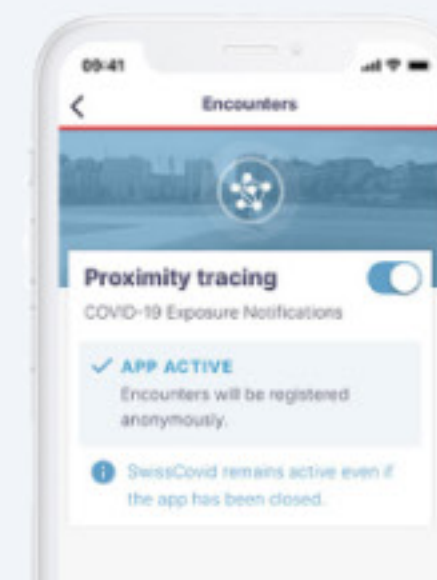 09:41
Encounters
Proximity tracing
COVID-19 Exposure Notifications
APP ACTIVE
Encounters will be registered
anonymously.
SwissCovid remains active even if
the app has been closed.